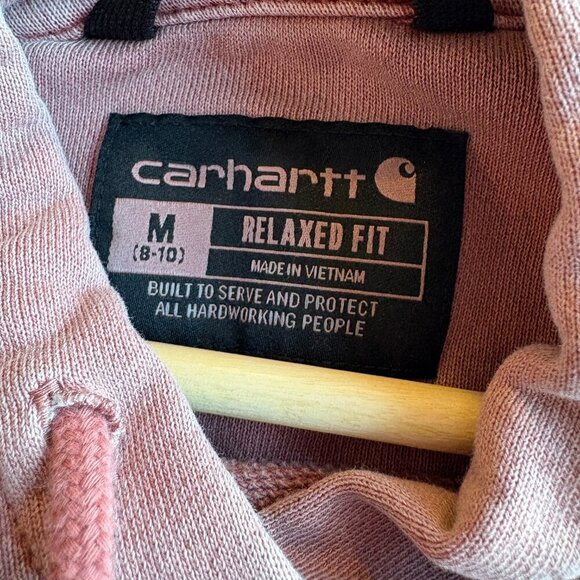 carhartt
M
(8-10)
RELAXED FIT
MADE IN VIETNAM
BUILT TO SERVE AND PROTECT
ALL HARDWORKING PEOPLE